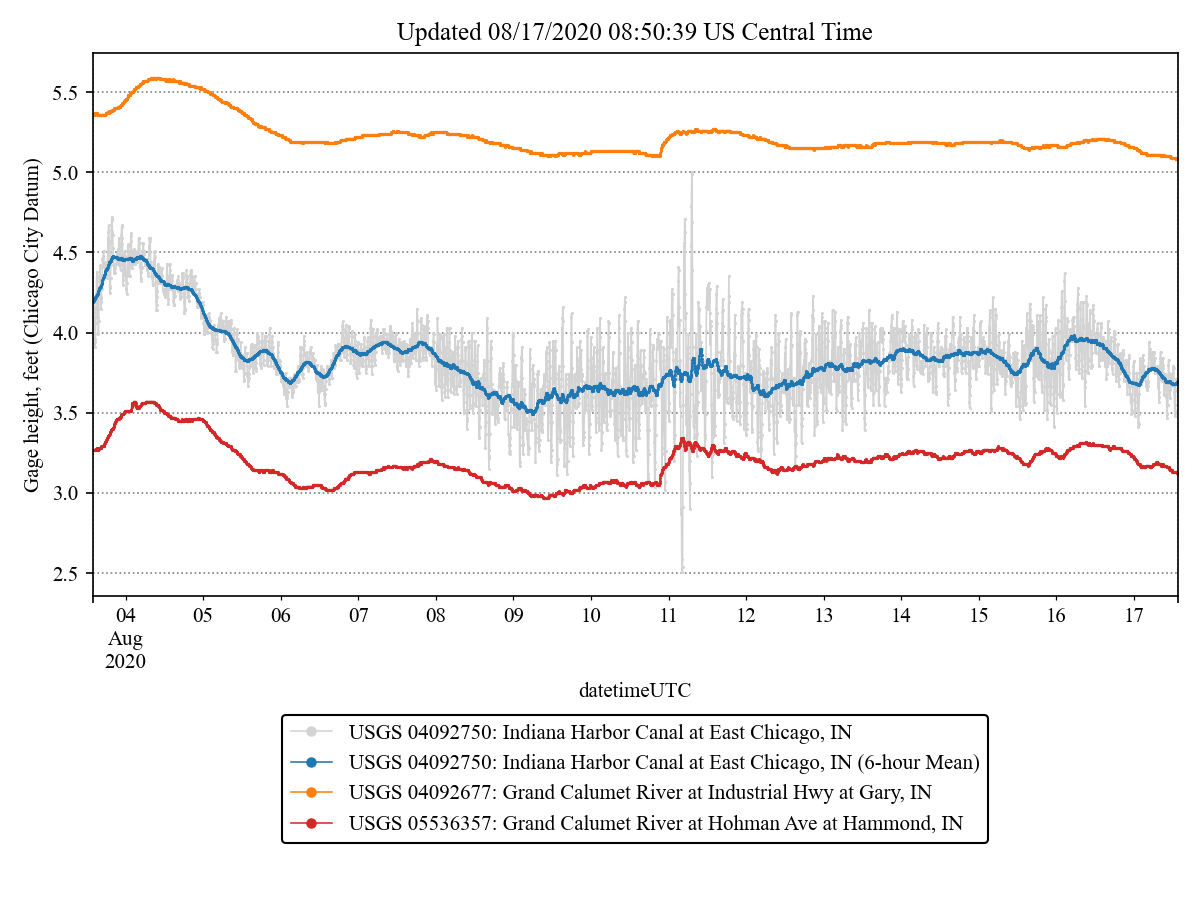 Updated 08/17/2020 08:50:39 US Central Time
Gage height, feet (Chicago City Datum)
5.5
5.0
4.5
4.0
3.5
3.0
2.5
04 05 06 07 08 09 10 11 12 13 14 15 16 17
Aug
2020
datetimeUTC
USGS 04092750: Indiana Harbor Canal at East Chicago, IN
USGS 04092750: Indiana Harbor Canal at East Chicago, IN (6-hour Mean)
USGS 04092677: Grand Calumet River at Industrial Hwy at Gary, IN
USGS 05536357: Grand Calumet River at Hohman Ave at Hammond, IN